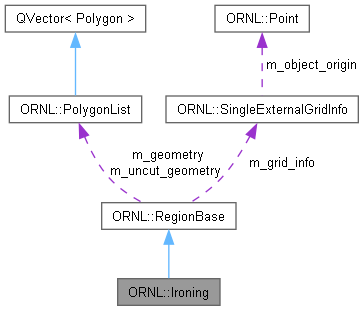 QVector< Polygon >
ORNL::Point
m_object_origin
ORNL::PolygonList
ORNL::SingleExternalGridInfo
m_geometry
m_uncut_geometry
m_grid_info
ORNL::RegionBase
ORNL::Ironing